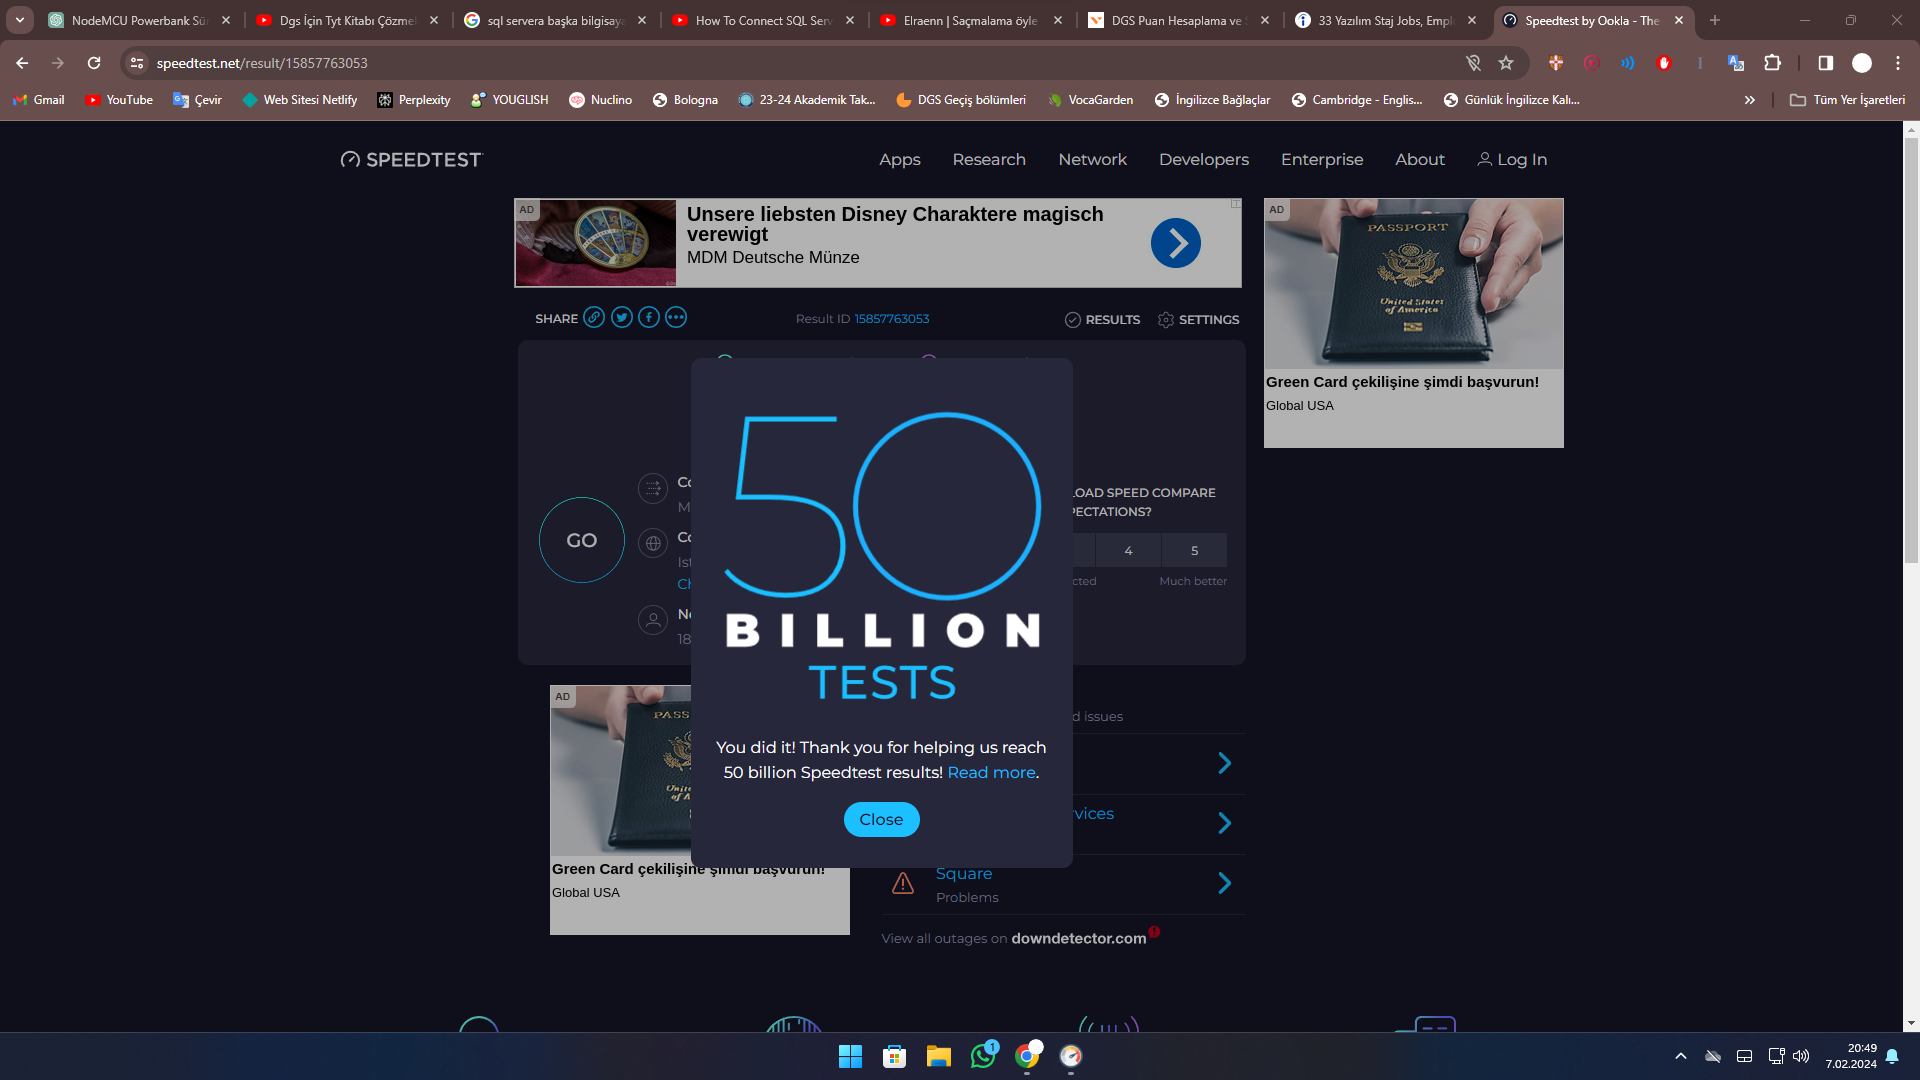 NodeMCU Powerbank Sür
Dgs İçin Tyt Kitabı Çözmel
sql servera başka bilgisaya
How To Connect SQL Serv
Elraenn | Saçmalama öyle
DGS Puan Hesaplama ve S
33 Yazılım Staj Jobs, Empl
Speedtest by Ookla - The
speedtest.net/result/15857763053
Gmail
YouTube
Çevir
Web Sitesi Netlify
Perplexity
YOUGLISH
Nuclino
Bologna
23-24 Akademik Tak...
DGS Geçiş bölümleri
VocaGarden
İngilizce Bağlaçlar
Cambridge - Englis...
Günlük İngilizce Kalı...
Tüm Yer İşaretleri
SPEEDTEST
Apps
Research
Network
Developers
Enterprise
About
Log In
AD
Unsere liebsten Disney Charaktere magisch
verewigt
MDM Deutsche Münze
AD
PASSPORT
United States
of America
Green Card çekilişine şimdi başvurun!
Global USA
SHARE
Result ID 15857763053
RESULTS
SETTINGS
GO
Co
M
Co
Ist
Ch
Ne
18
LOAD SPEED COMPARE
PECTATIONS?
4
5
cted
Much better
50
BILLION
TESTS
You did it! Thank you for helping us reach
50 billion Speedtest results! Read more.
Close
AD
PASS
Green Card çekilişine şimdi başvurun!
Global USA
d issues
rvices
Square
Problems
View all outages on downdetector.com
1
20:49
7.02.2024